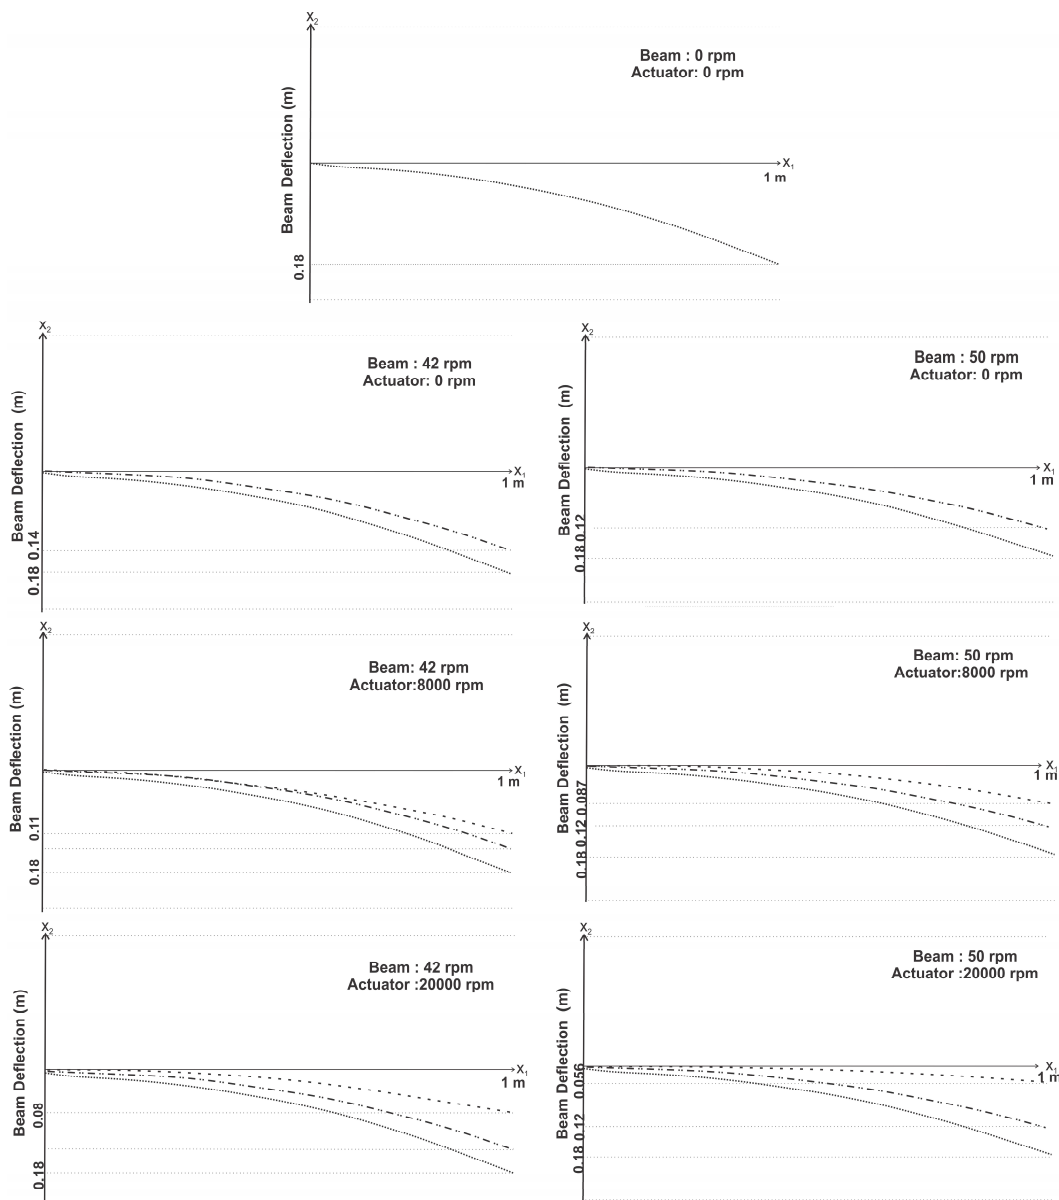 X2
Beam : 0 rpm
Actuator: 0 rpm
Beam Deflection (m)
X1
1 m
0.18
X2
Beam : 42 rpm
Actuator: 0 rpm
Beam Deflection (m)
X1
1 m
0.14
0.18
X2
Beam : 50 rpm
Actuator: 0 rpm
Beam Deflection (m)
X1
1 m
0.12
0.18
X2
Beam: 42 rpm
Actuator:8000 rpm
Beam Deflection (m)
X1
1 m
0.11
0.18
X2
Beam: 50 rpm
Actuator:8000 rpm
Beam Deflection (m)
X1
1 m
0.087
0.12
0.18
X2
Beam : 42 rpm
Actuator :20000 rpm
Beam Deflection (m)
X1
1 m
0.08
0.18
X2
Beam : 50 rpm
Actuator :20000 rpm
Beam Deflection (m)
X1
1 m
0.056
0.12
0.18